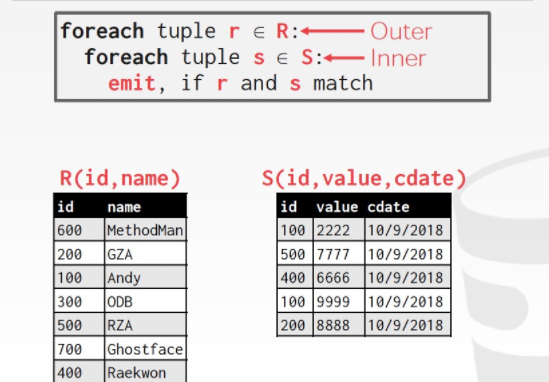 foreach tuple r ∈ R: Outer
foreach tuple s ∈ S: Inner
emit, if r and s match
R(id,name)
id name
600 MethodMan
200 GZA
100 Andy
300 ODB
500 RZA
700 Ghostface
400 Raekwon
S(id,value,cdate)
id value cdate
100 2222 10/9/2018
500 7777 10/9/2018
400 6666 10/9/2018
100 9999 10/9/2018
200 8888 10/9/2018